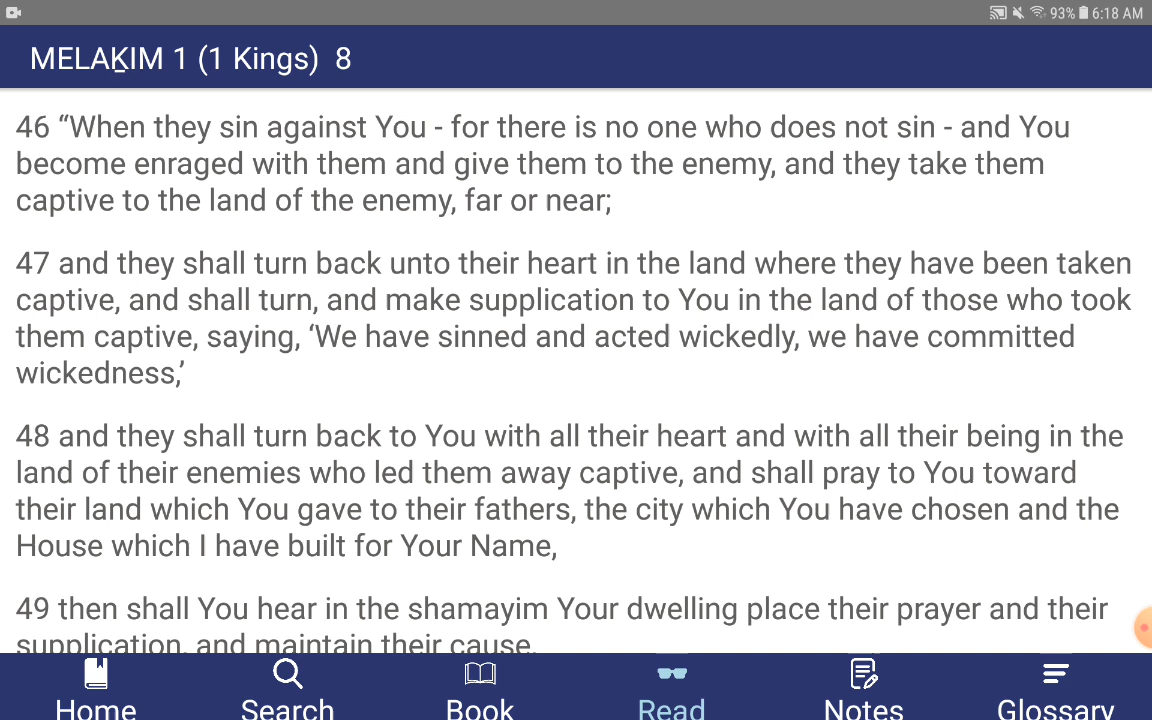 93% 6:18 AM
MELAḴIM 1 (1 Kings) 8
46 “When they sin against You - for there is no one who does not sin - and You
become enraged with them and give them to the enemy, and they take them
captive to the land of the enemy, far or near;
47 and they shall turn back unto their heart in the land where they have been taken
captive, and shall turn, and make supplication to You in the land of those who took
them captive, saying, ‘We have sinned and acted wickedly, we have committed
wickedness,’
48 and they shall turn back to You with all their heart and with all their being in the
land of their enemies who led them away captive, and shall pray to You toward
their land which You gave to their fathers, the city which You have chosen and the
House which I have built for Your Name,
49 then shall You hear in the shamayim Your dwelling place their prayer and their
supplication, and maintain their cause,
Home Search Book Read Notes Glossary